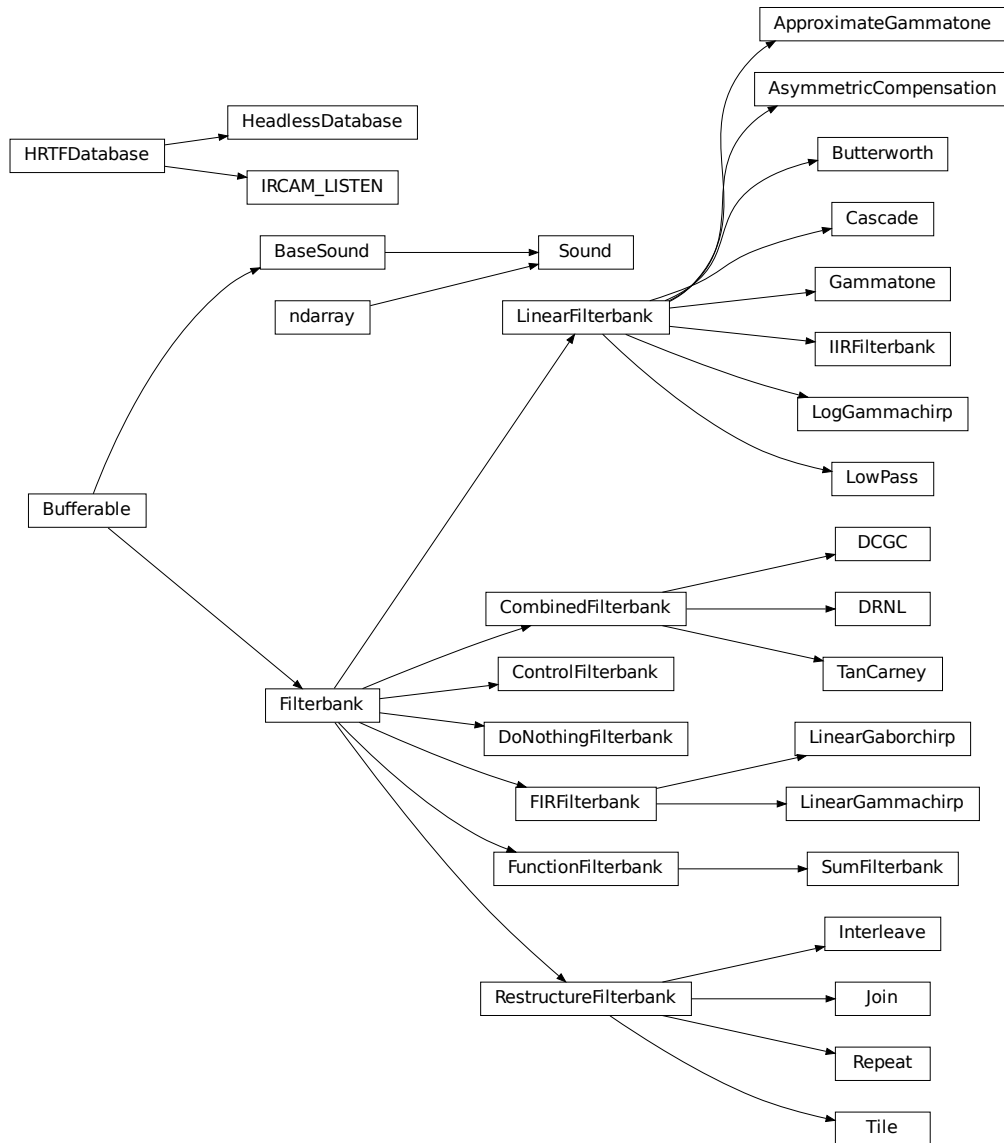 ApproximateGammatone
AsymmetricCompensation
HeadlessDatabase
HRTFDatabase
Butterworth
IRCAM_LISTEN
Cascade
BaseSound
Sound
Gammatone
ndarray
LinearFilterbank
IIRFilterbank
LogGammachirp
LowPass
Bufferable
DCGC
CombinedFilterbank
DRNL
ControlFilterbank
TanCarney
Filterbank
DoNothingFilterbank
LinearGaborchirp
FIRFilterbank
LinearGammachirp
FunctionFilterbank
SumFilterbank
Interleave
RestructureFilterbank
Join
Repeat
Tile